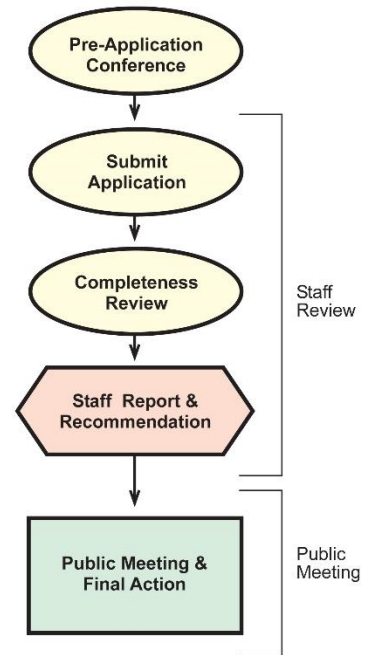 Pre-Application
Conference
Submit
Application
Completeness
Review
Staff
Review
Staff Report &
Recommendation
Public Meeting &
Final Action
Public
Meeting